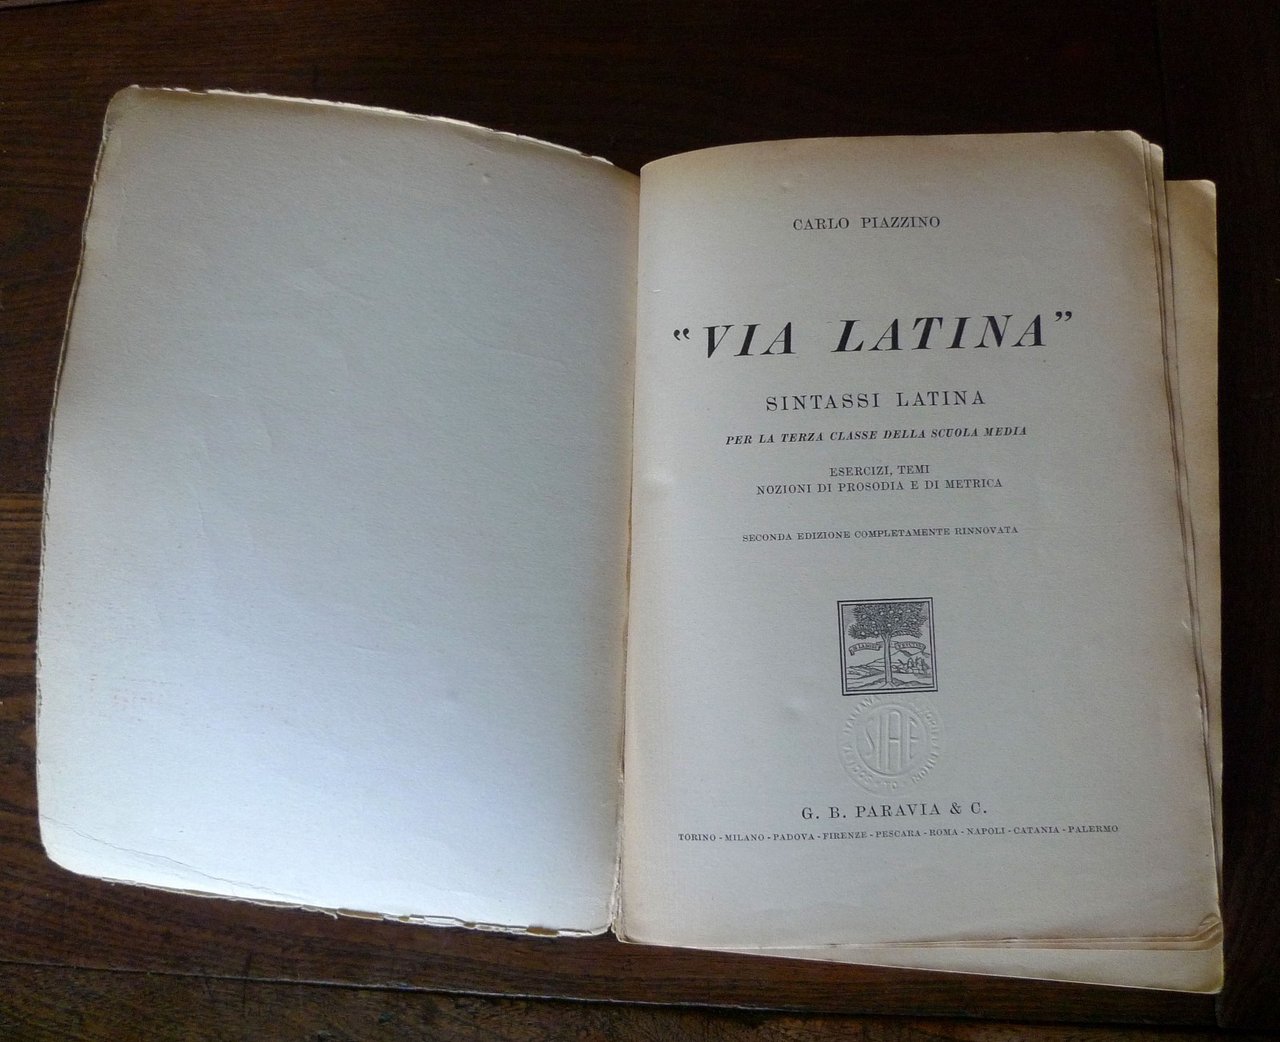 CARLO PIAZZINO
“VIA LATINA”
SINTASSI LATINA
PER LA TERZA CLASSE DELLA SCUOLA MEDIA
ESERCIZI, TEMI
NOZIONI DI PROSODIA E DI METRICA
SECONDA EDIZIONE COMPLETAMENTE RINNOVATA
SIAE
G. B. PARAVIA & C.
TORINO - MILANO - PADOVA - FIRENZE - PESCARA - ROMA - NAPOLI - CATANIA - PALERMO